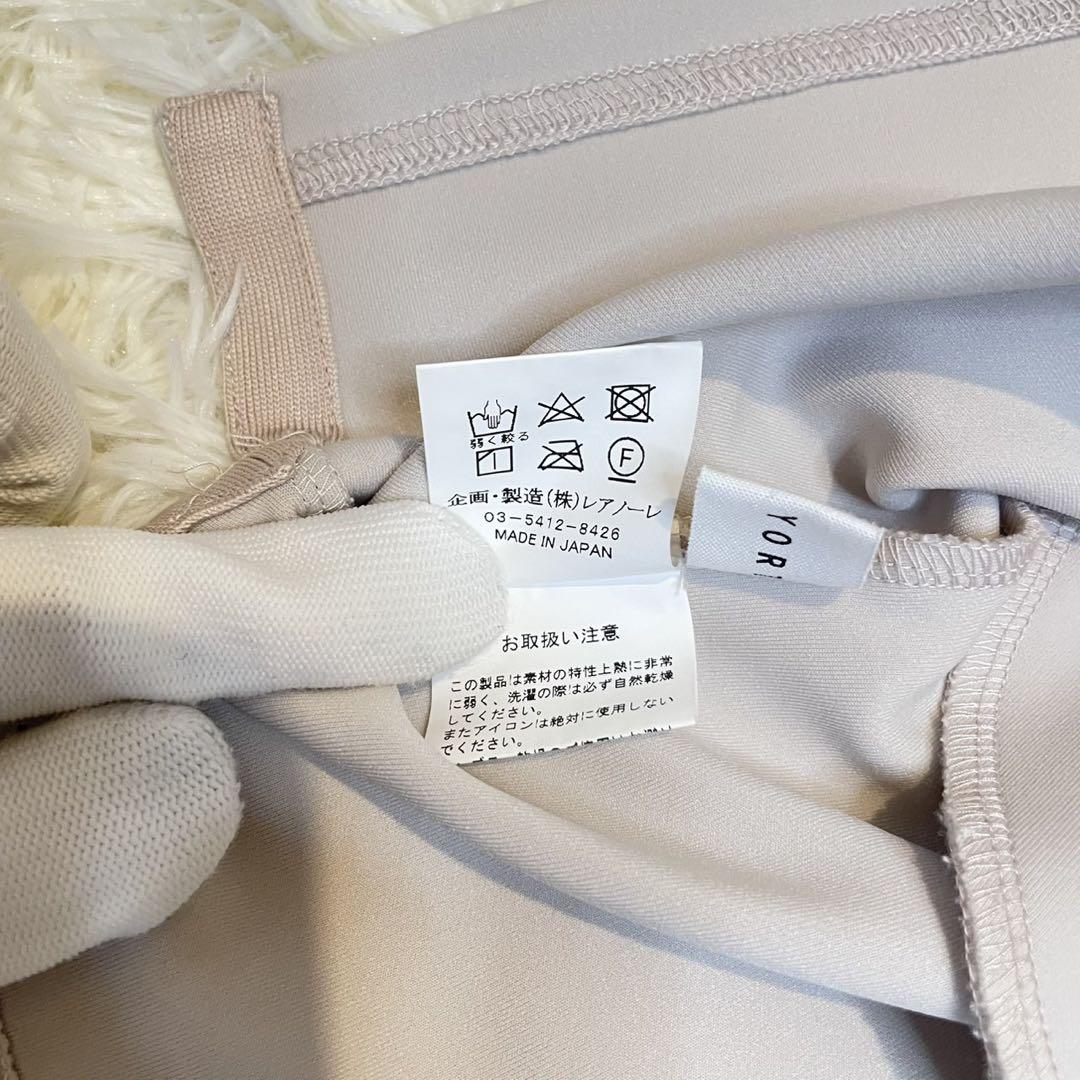 弱く絞る
F
企画・製造(株)レアノーレ
03-5412-8426
MADE IN JAPAN
YOR
お取扱い注意
この製品は素材の特性上熱に非常
に弱く、洗濯の際は必ず自然乾燥
してください。
またアイロンは絶対に使用しない
でください。